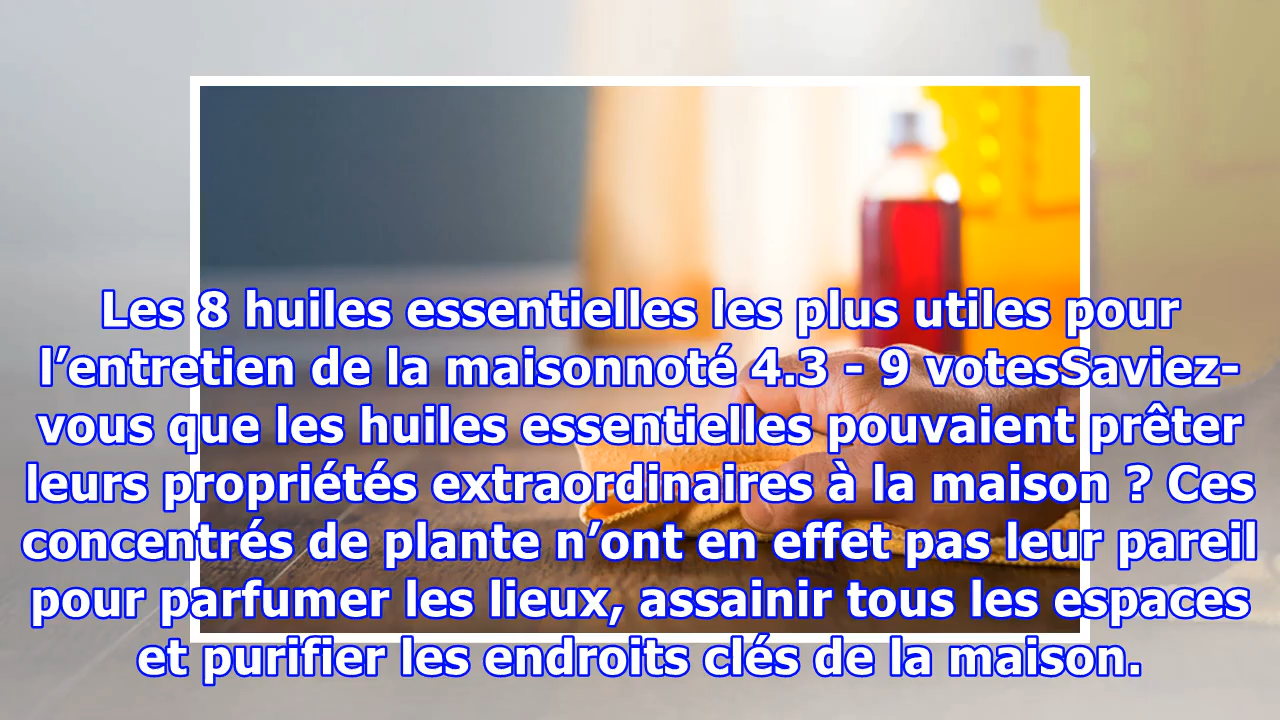 Les 8 huiles essentielles les plus utiles pour
l’entretien de la maisonnoté 4.3 - 9 votesSaviez-
vous que les huiles essentielles pouvaient prêter
leurs propriétés extraordinaires à la maison ? Ces
concentrés de plante n’ont en effet pas leur pareil
pour parfumer les lieux, assainir tous les espaces
et purifier les endroits clés de la maison.